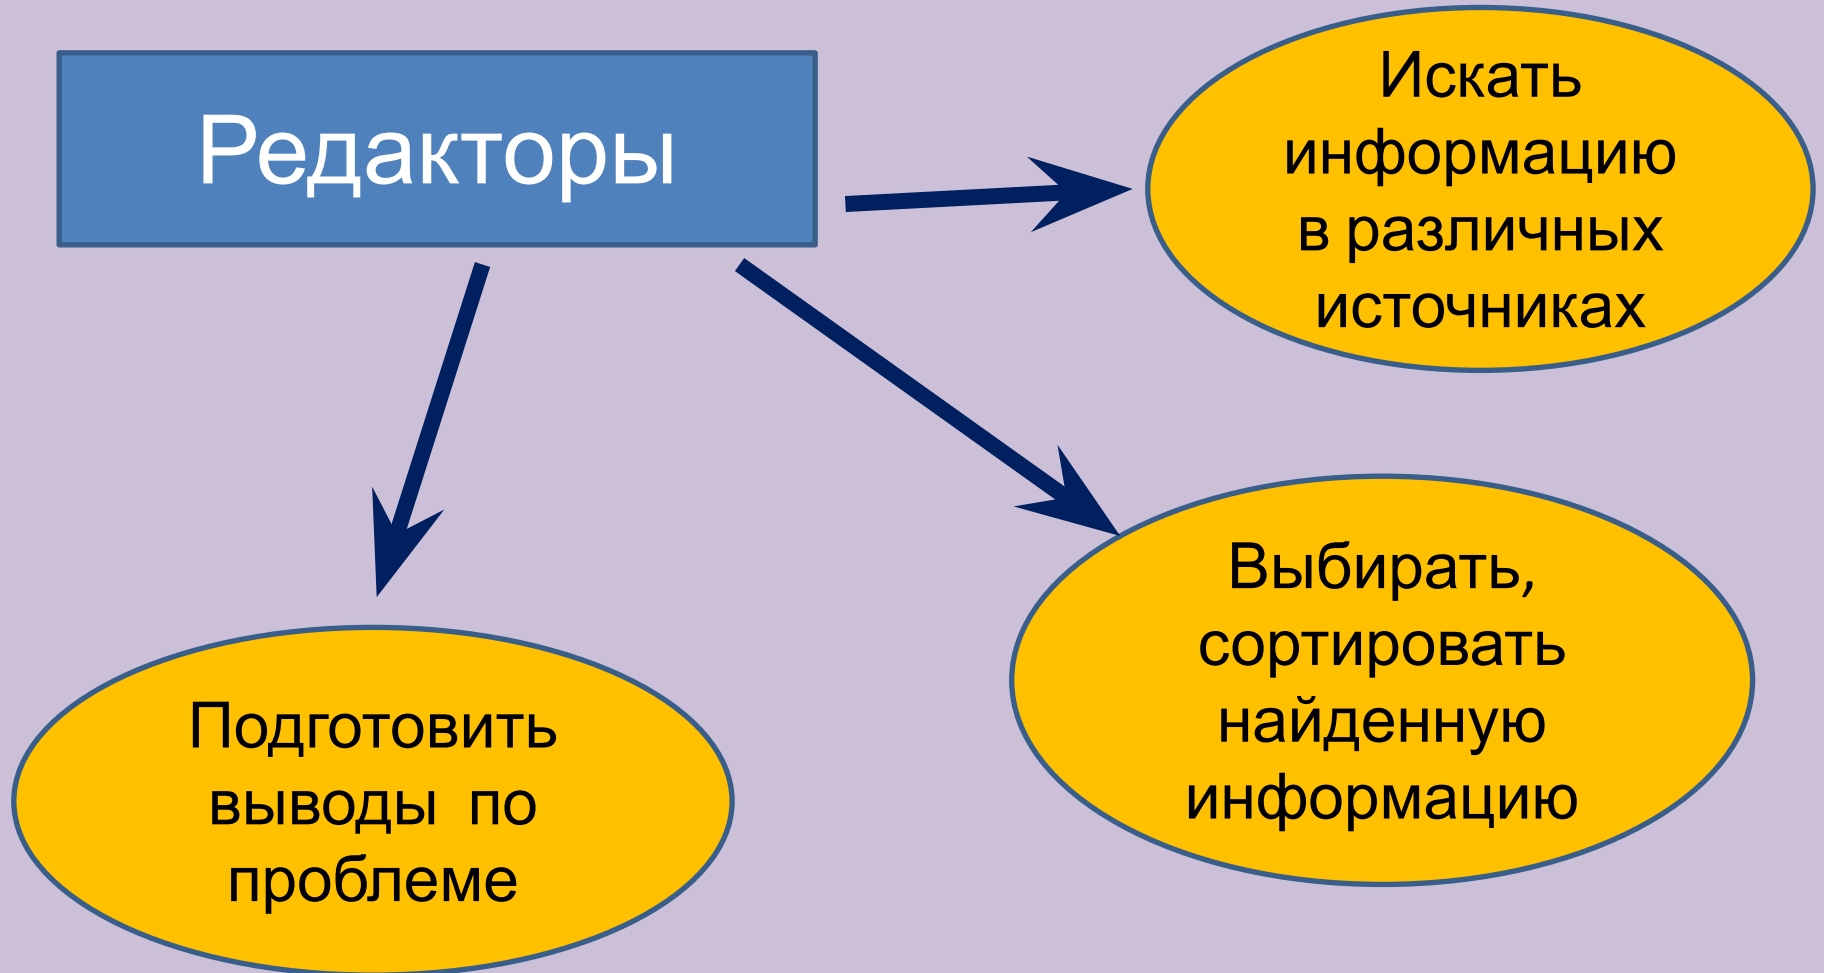 Редакторы
Искать
информацию
в различных
источниках
Выбирать,
сортировать
найденную
информацию
Подготовить
выводы по
проблеме